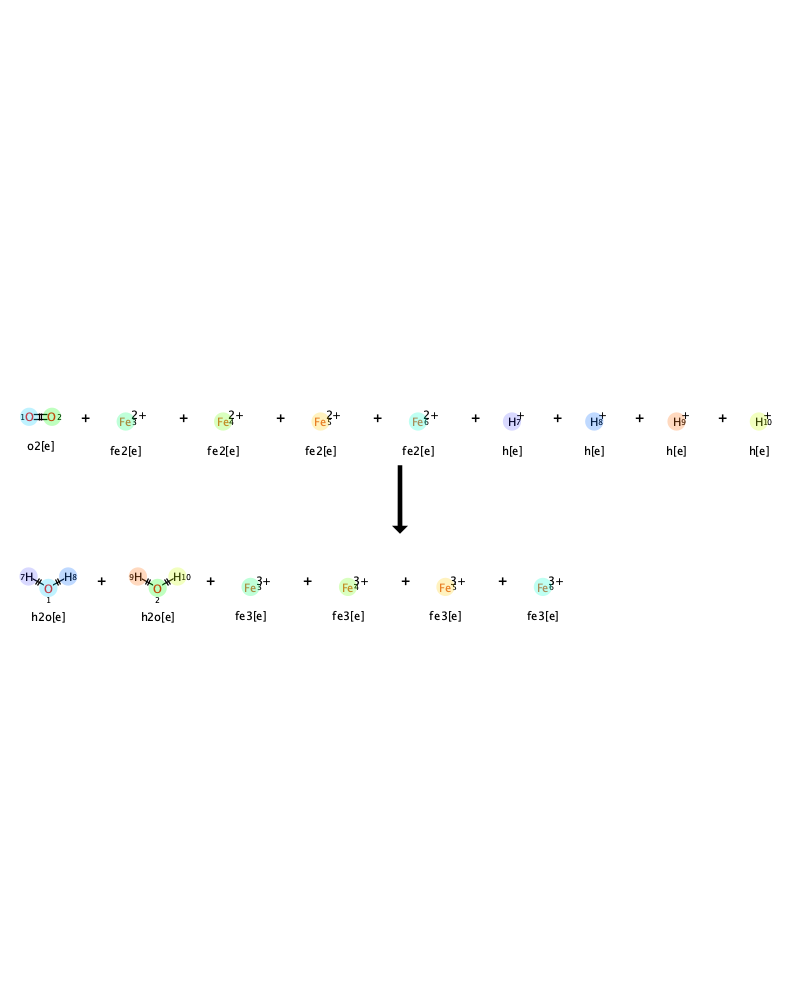 1O=O2 + Fe3 2+ + Fe4 2+ + Fe5 2+ + Fe6 2+ + H7 + + H8 + + H9 + + H10 +
o2[e] fe2[e] fe2[e] fe2[e] fe2[e] h[e] h[e] h[e] h[e]
7H H8 + 9H H10 + Fe3 3+ + Fe4 3+ + Fe5 3+ + Fe6 3+
O O
1 2
h2o[e] h2o[e] fe3[e] fe3[e] fe3[e] fe3[e]